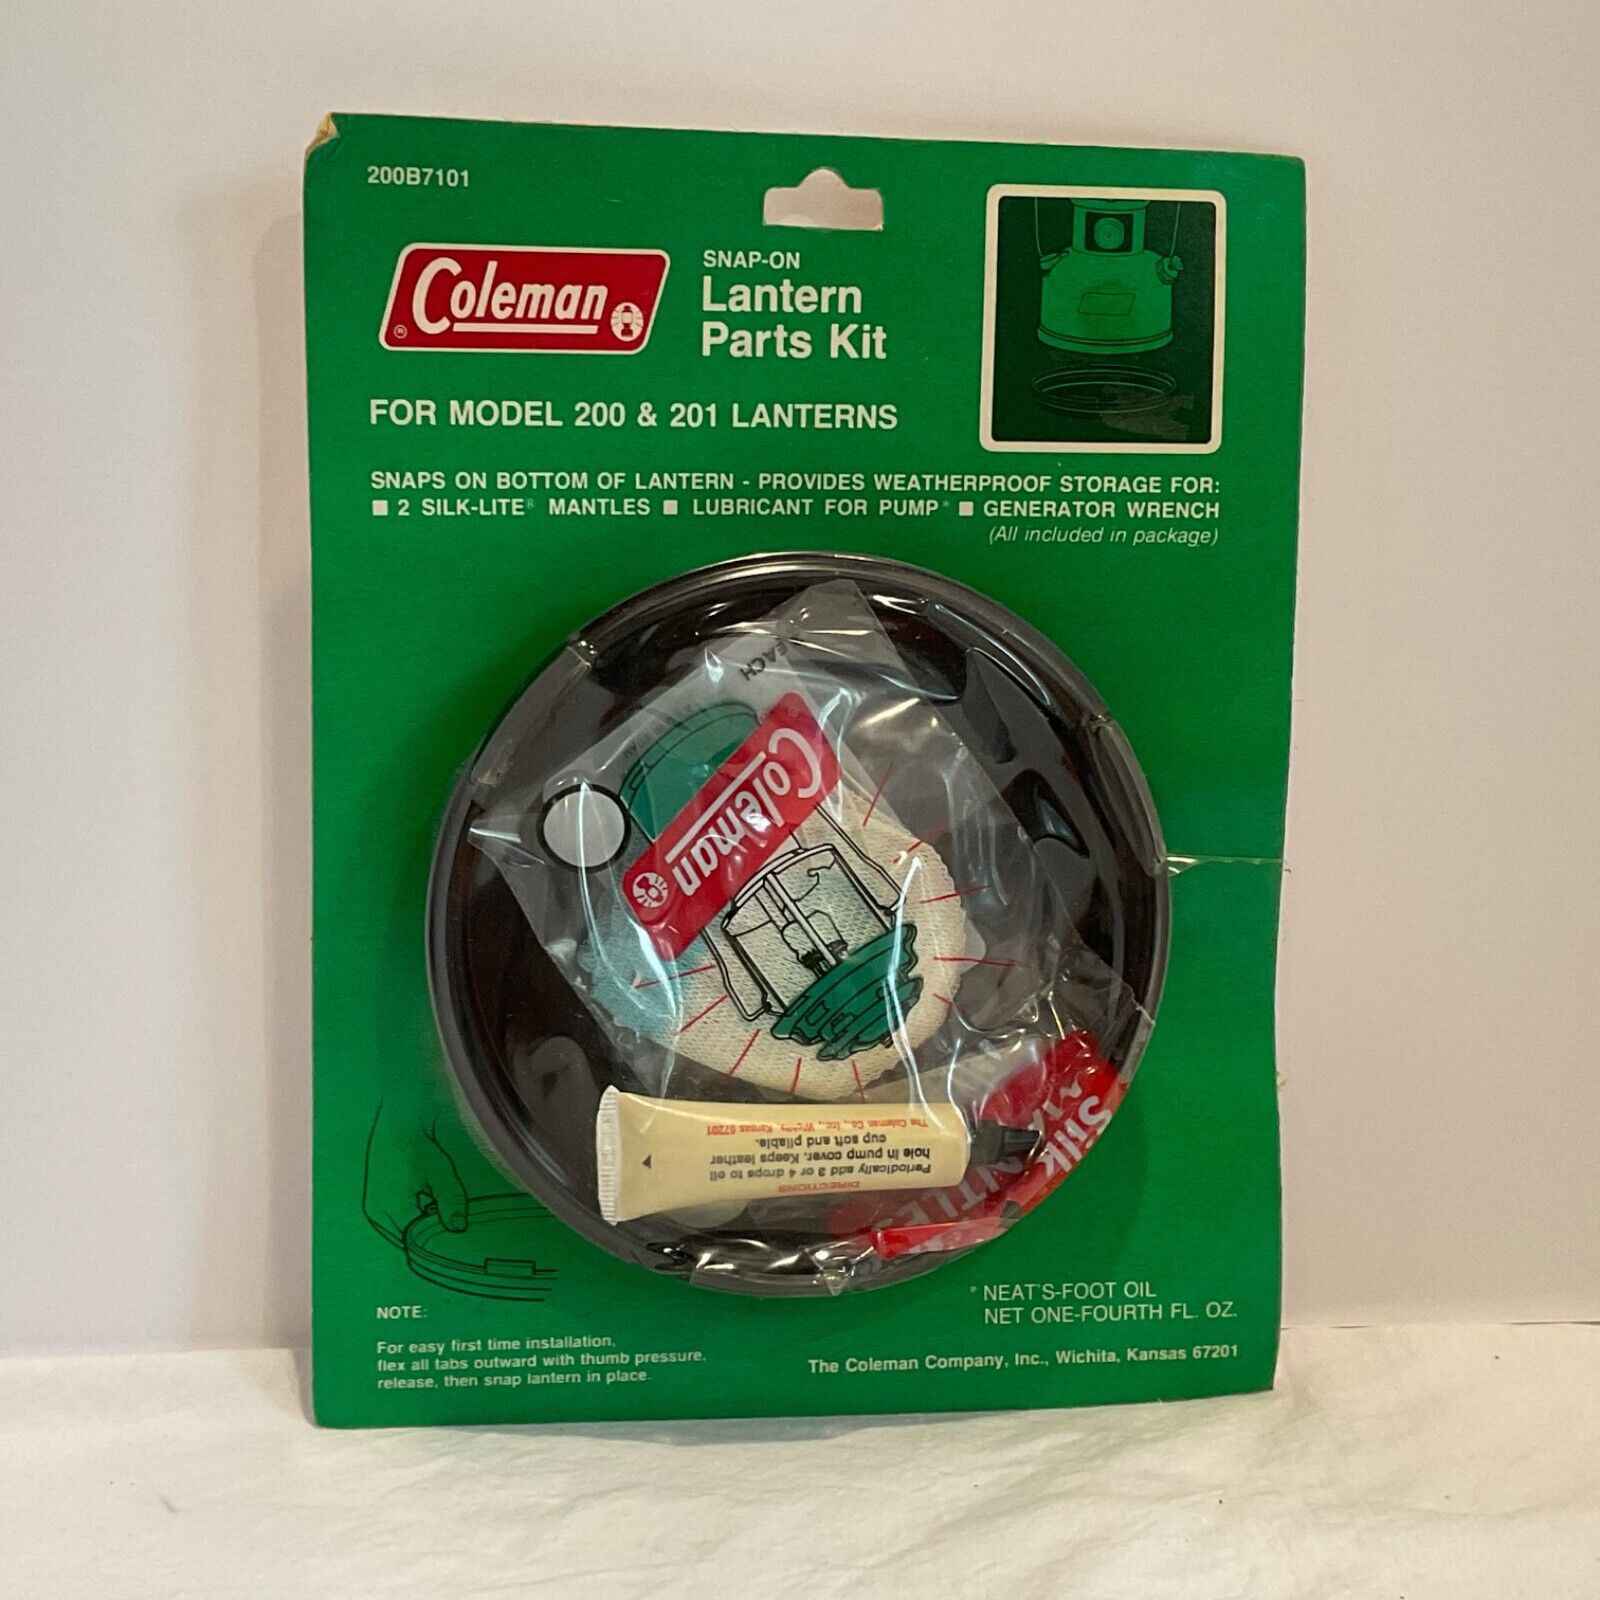 200B7101
Coleman
®
SNAP-ON
Lantern
Parts Kit
FOR MODEL 200 & 201 LANTERNS
SNAPS ON BOTTOM OF LANTERN - PROVIDES WEATHERPROOF STORAGE FOR:
■ 2 SILK-LITE® MANTLES ■ LUBRICANT FOR PUMP* ■ GENERATOR WRENCH
(All included in package)
EACH
Coleman
Silk
DIRECTIONS
Periodically add 3 or 4 drops to oil
hole in pump cover. Keeps leather
cup soft and pliable.
The Coleman Co., Inc., Wichita, Kansas 67201
* NEAT'S-FOOT OIL
NET ONE-FOURTH FL. OZ.
NOTE:
For easy first time installation,
flex all tabs outward with thumb pressure,
release, then snap lantern in place.
The Coleman Company, Inc., Wichita, Kansas 67201